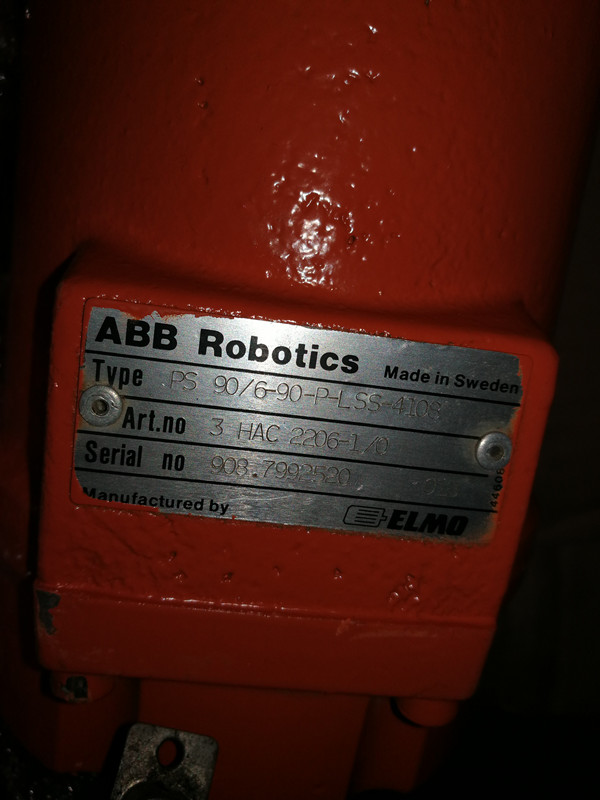 ABB Robotics Made in Sweden
Type PS 90/6-90-P-LSS-4108
Art.no 3 HAC 2206-1/0
Serial no 908.7992520
Manufactured by ELMO